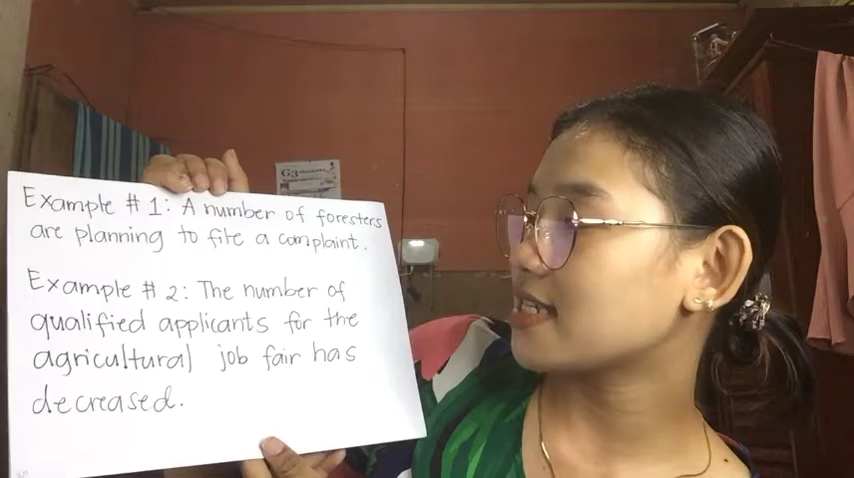 Example # 1: A number of foresters
are planning to file a complaint.
Example # 2: The number of
qualified applicants for the
agricultural job fair has
decreased.
G3